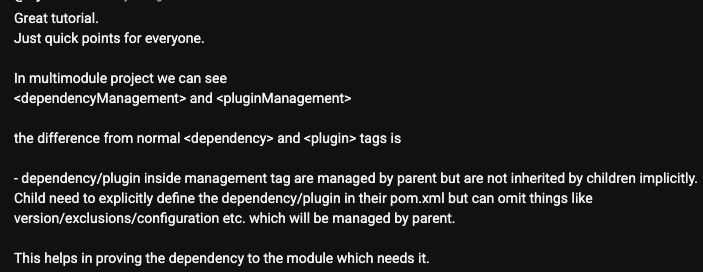 Great tutorial.
Just quick points for everyone.
In multimodule project we can see
<dependencyManagement> and <pluginManagement>
the difference from normal <dependency> and <plugin> tags is
- dependency/plugin inside management tag are managed by parent but are not inherited by children implicitly.
Child need to explicitly define the dependency/plugin in their pom.xml but can omit things like
version/exclusions/configuration etc. which will be managed by parent.
This helps in proving the dependency to the module which needs it.